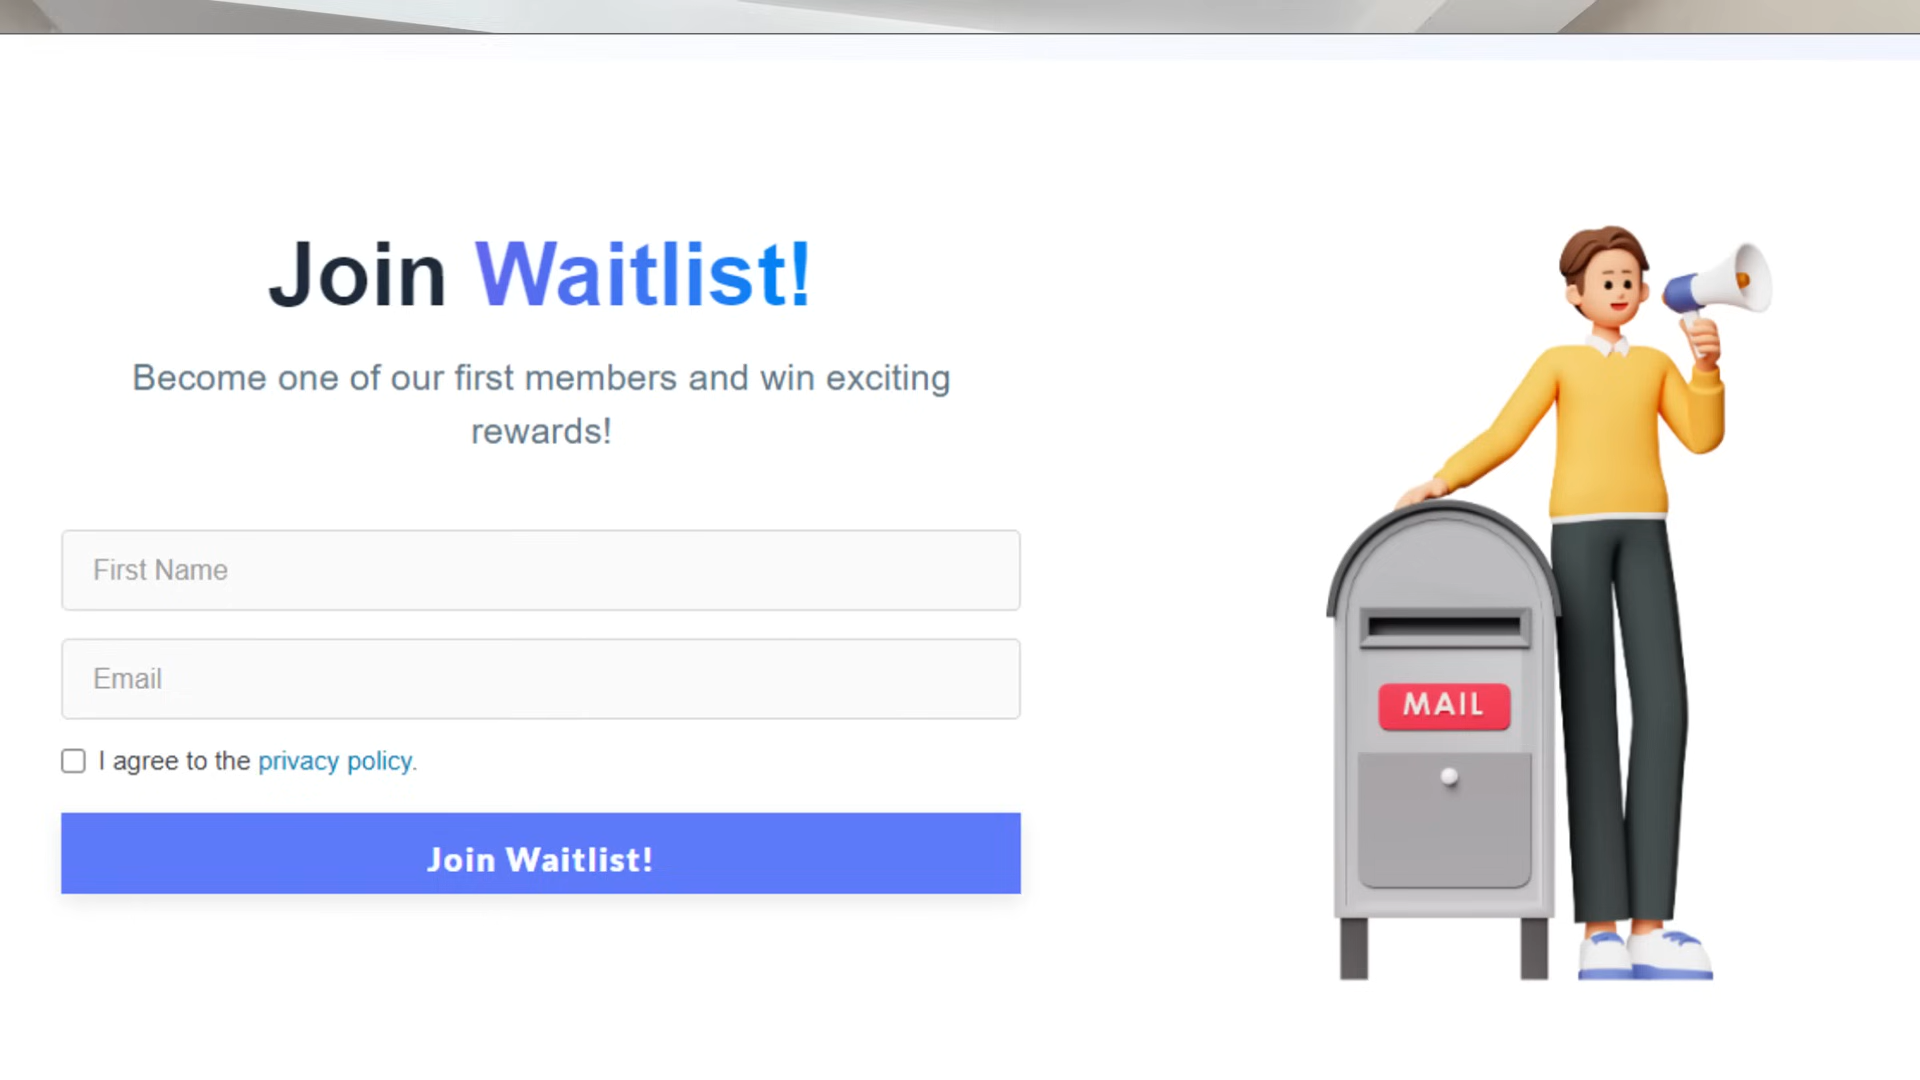 Join Waitlist!
Become one of our first members and win exciting
rewards!
First Name
Email
I agree to the privacy policy.
Join Waitlist!
MAIL